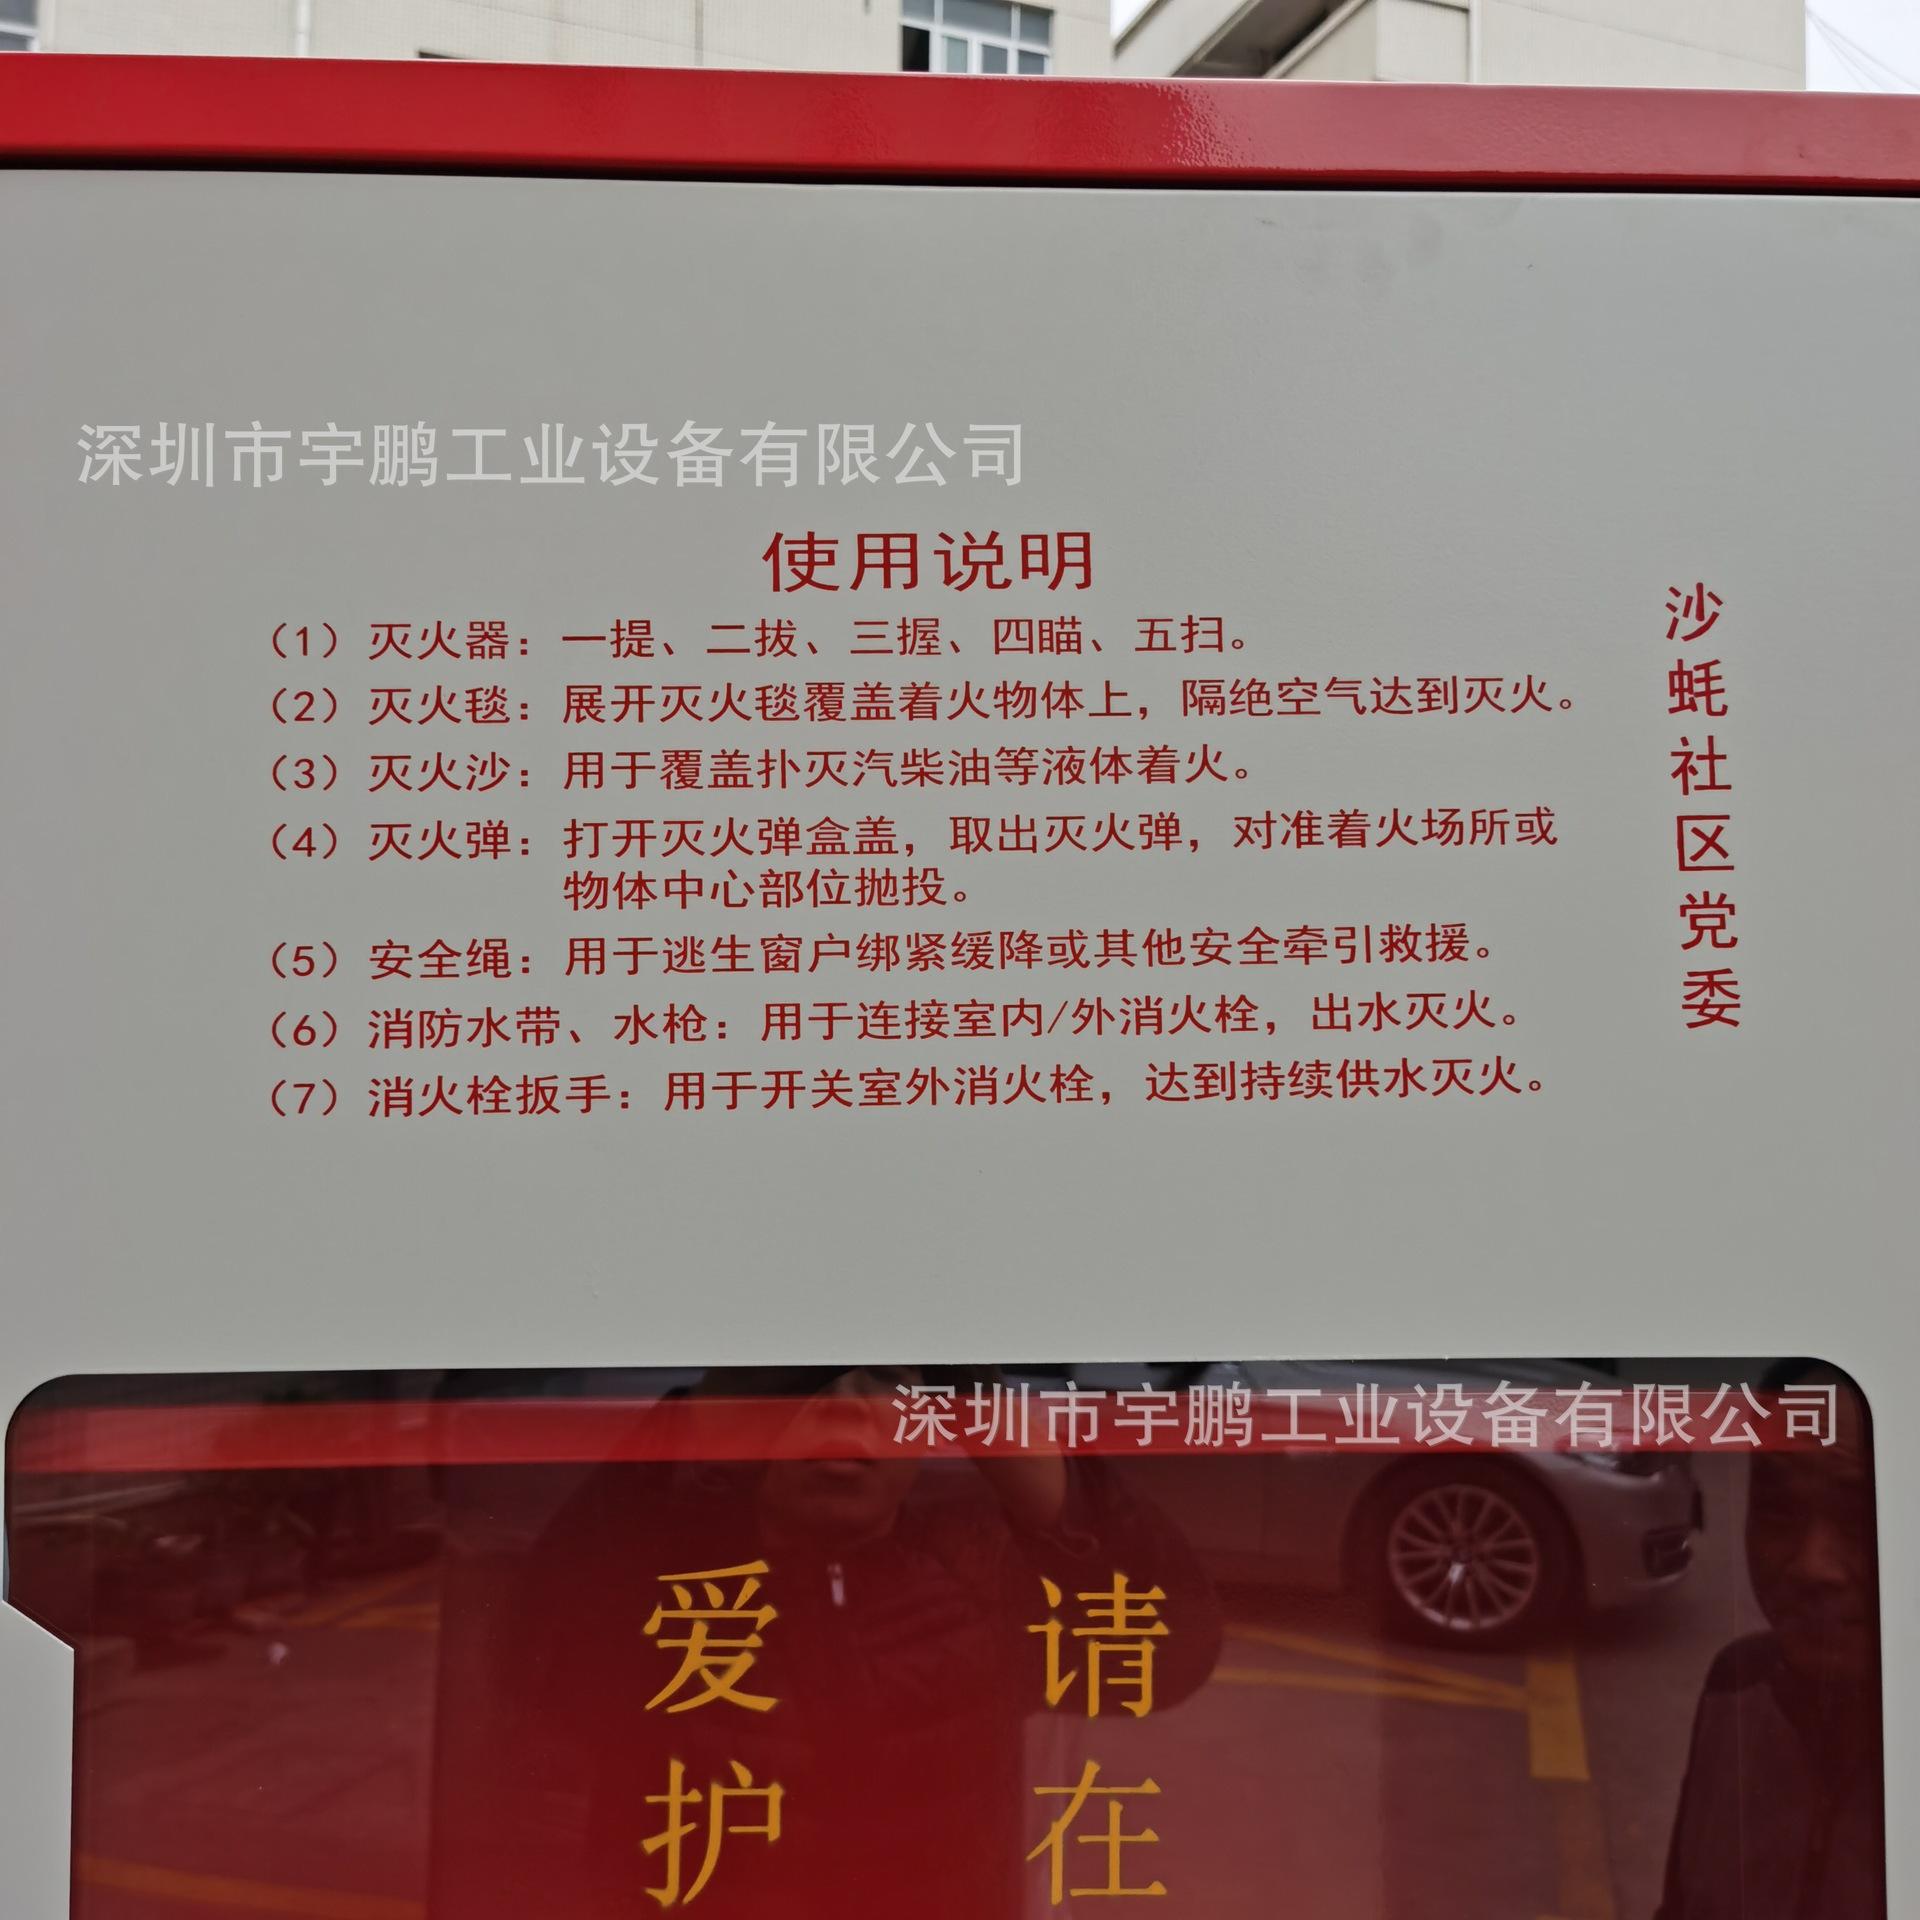 深圳市宇鹏工业设备有限公司
使用说明
（1）灭火器：一提、二拔、三握、四瞄、五扫。
（2）灭火毯：展开灭火毯覆盖着火物体上，隔绝空气达到灭火。
（3）灭火沙：用于覆盖扑灭汽柴油等液体着火。
（4）灭火弹：打开灭火弹盒盖，取出灭火弹，对准着火场所或
物体中心部位抛投。
（5）安全绳：用于逃生窗户绑紧缓降或其他安全牵引救援。
（6）消防水带、水枪：用于连接室内/外消火栓，出水灭火。
（7）消火栓扳手：用于开关室外消火栓，达到持续供水灭火。
沙蚝社区党委
深圳市宇鹏工业设备有限公司
请在
爱护